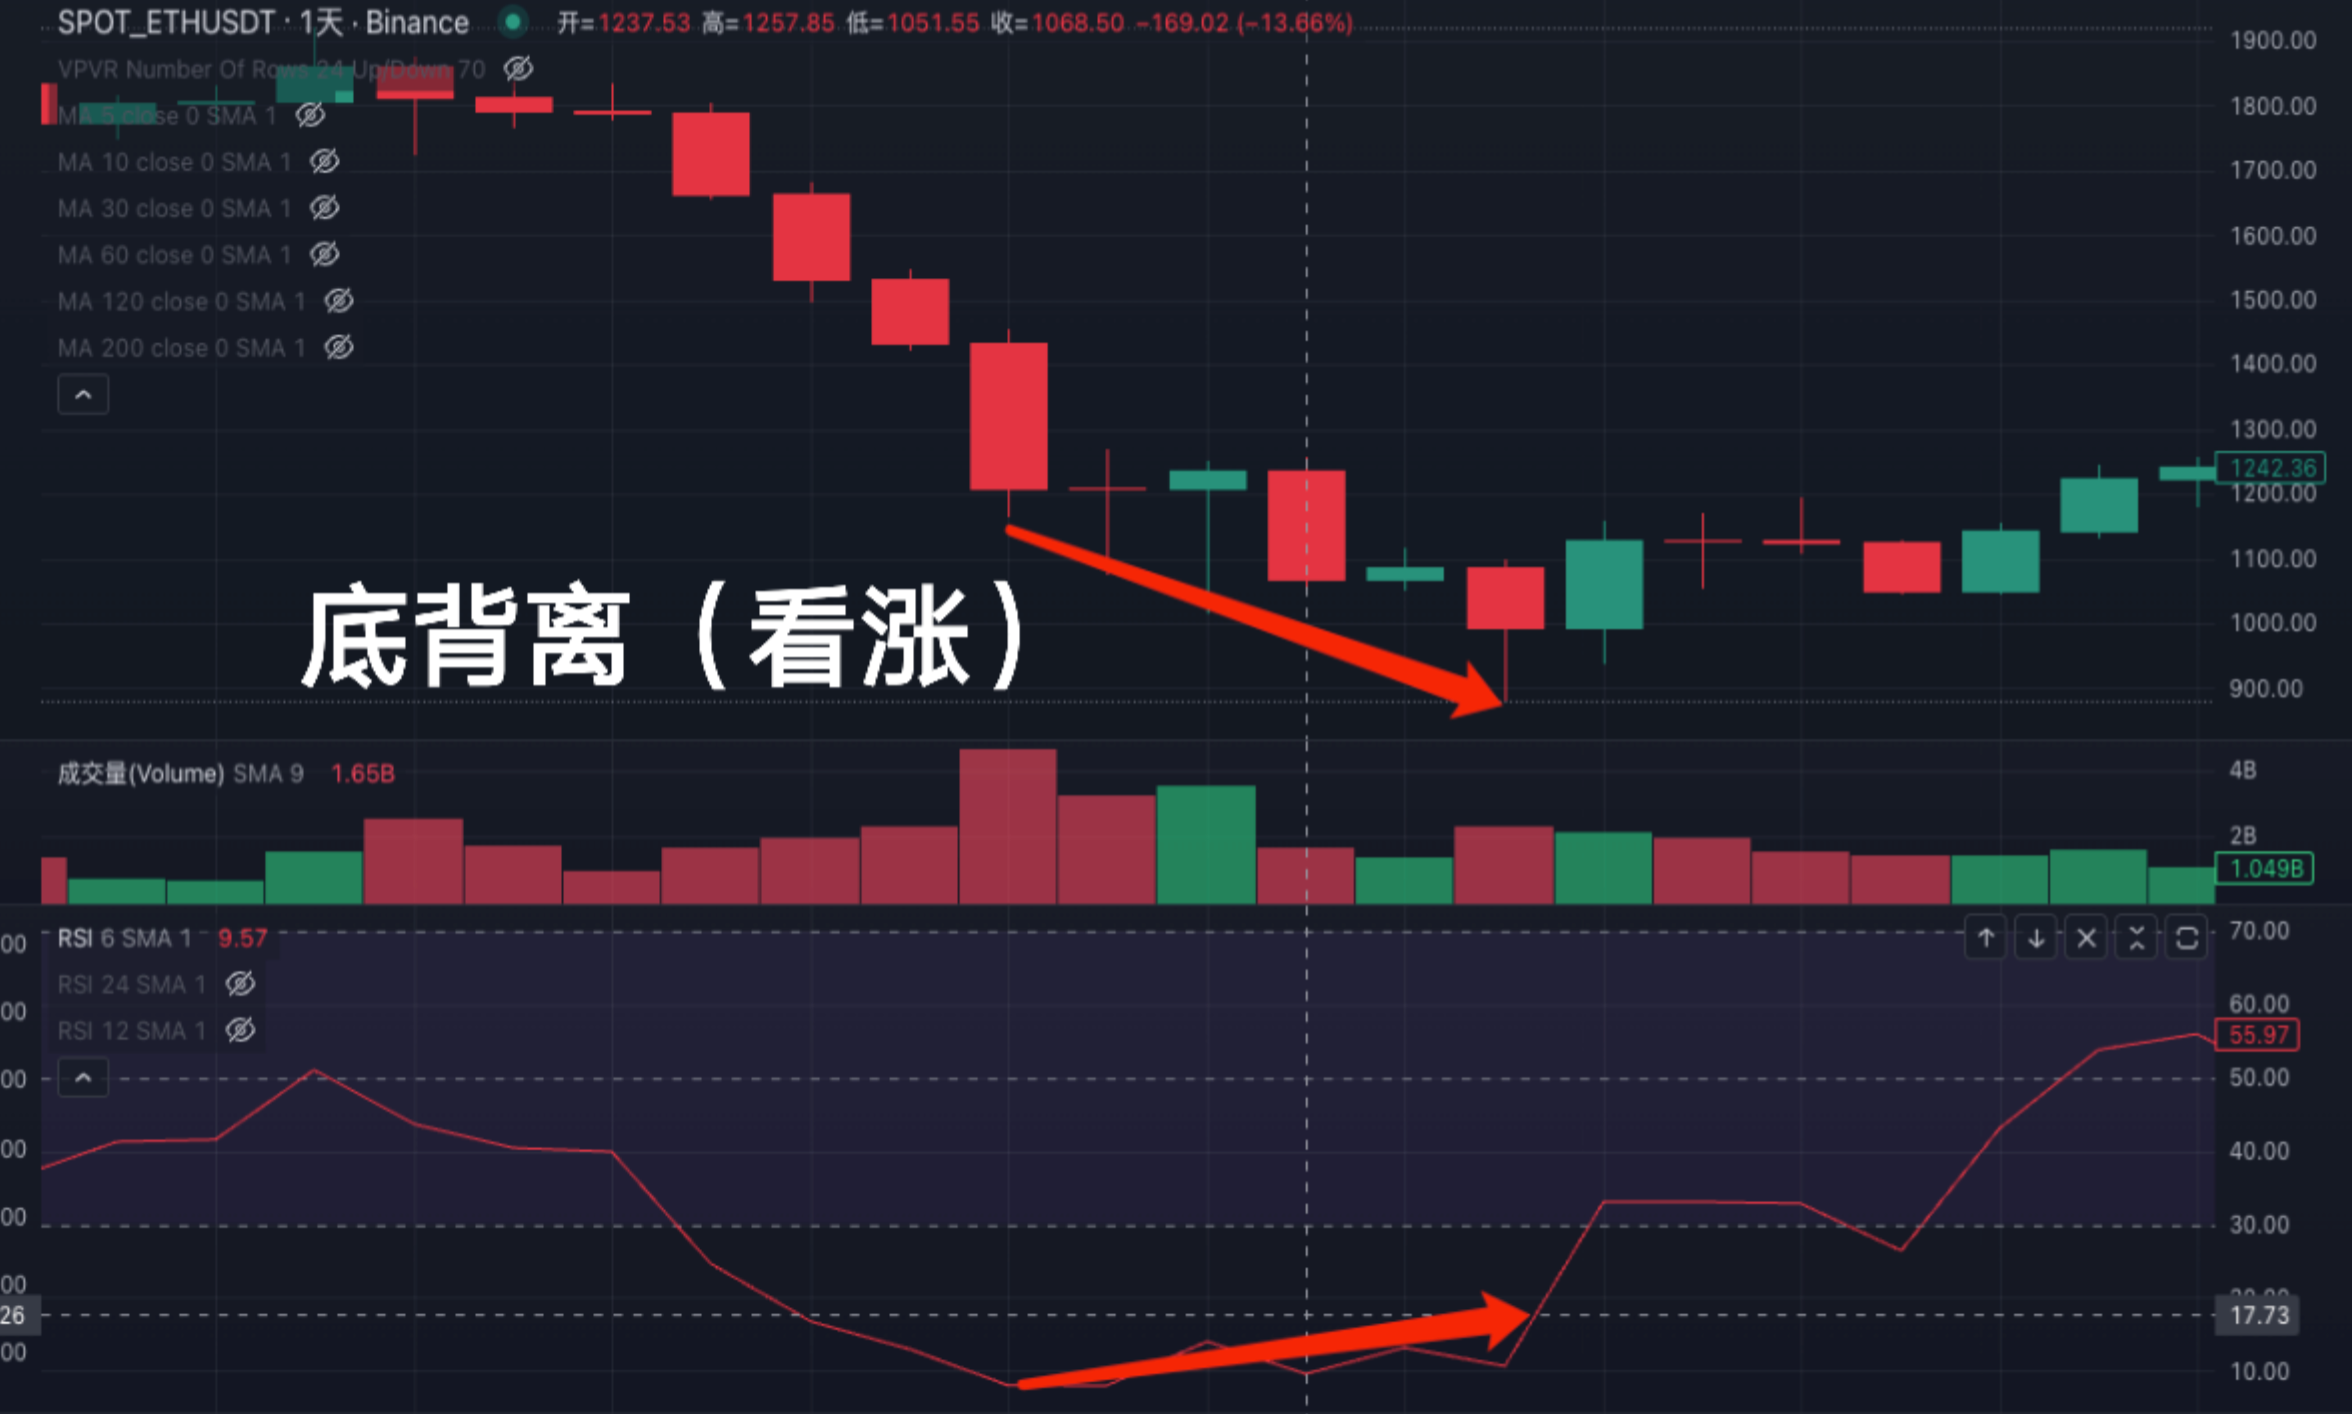 SPOT_ETHUSDT · 1天 · Binance 开=1237.53 高=1257.85 低=1051.55 收=1068.50 −169.02 (−13.66%)
VPVR Number Of Rows 24 Up/Down 70
MA 5 close 0 SMA 1
MA 10 close 0 SMA 1
MA 30 close 0 SMA 1
MA 60 close 0 SMA 1
MA 120 close 0 SMA 1
MA 200 close 0 SMA 1
1900.00
1800.00
1700.00
1600.00
1500.00
1400.00
1300.00
1242.36
1200.00
1100.00
1000.00
900.00
底背离（看涨）
成交量(Volume) SMA 9 1.65B
4B
2B
1.049B
RSI 6 SMA 1 9.57
RSI 24 SMA 1
RSI 12 SMA 1
70.00
60.00
55.97
50.00
40.00
30.00
17.73
10.00
00
00
00
00
00
00
26
00